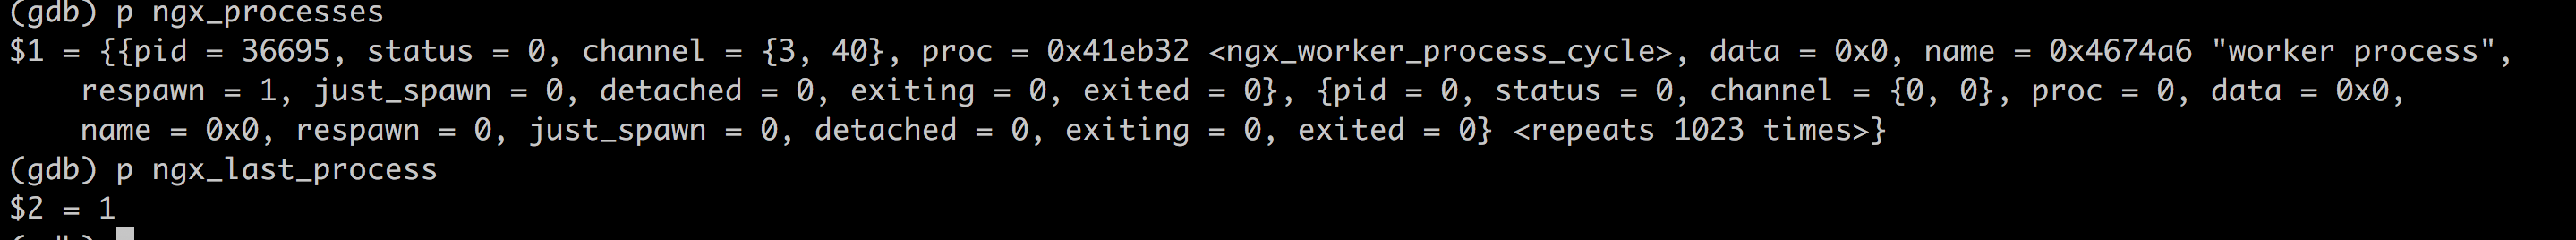 (gdb) p ngx_processes
$1 = {{pid = 36695, status = 0, channel = {3, 40}, proc = 0x41eb32 <ngx_worker_process_cycle>, data = 0x0, name = 0x4674a6 "worker process",
    respawn = 1, just_spawn = 0, detached = 0, exiting = 0, exited = 0}, {pid = 0, status = 0, channel = {0, 0}, proc = 0, data = 0x0,
    name = 0x0, respawn = 0, just_spawn = 0, detached = 0, exiting = 0, exited = 0} <repeats 1023 times>}
(gdb) p ngx_last_process
$2 = 1
(gdb)